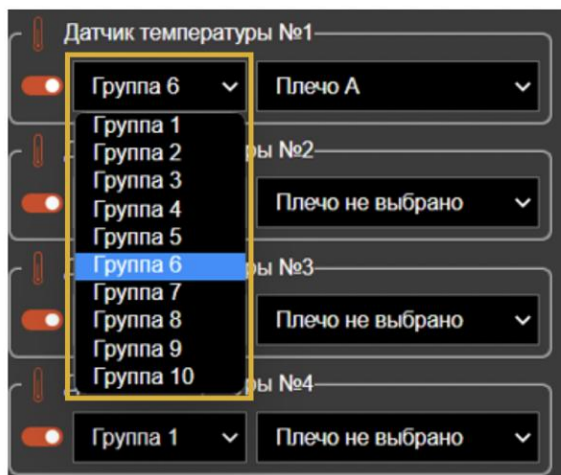 Датчик температуры №1
Группа 6 Плечо A
Группа 1
Группа 2
ры №2
Группа 3
Группа 4
Плечо не выбрано
Группа 5
Группа 6
ры №3
Группа 7
Группа 8
Плечо не выбрано
Группа 9
Группа 10
ры №4
Группа 1 Плечо не выбрано